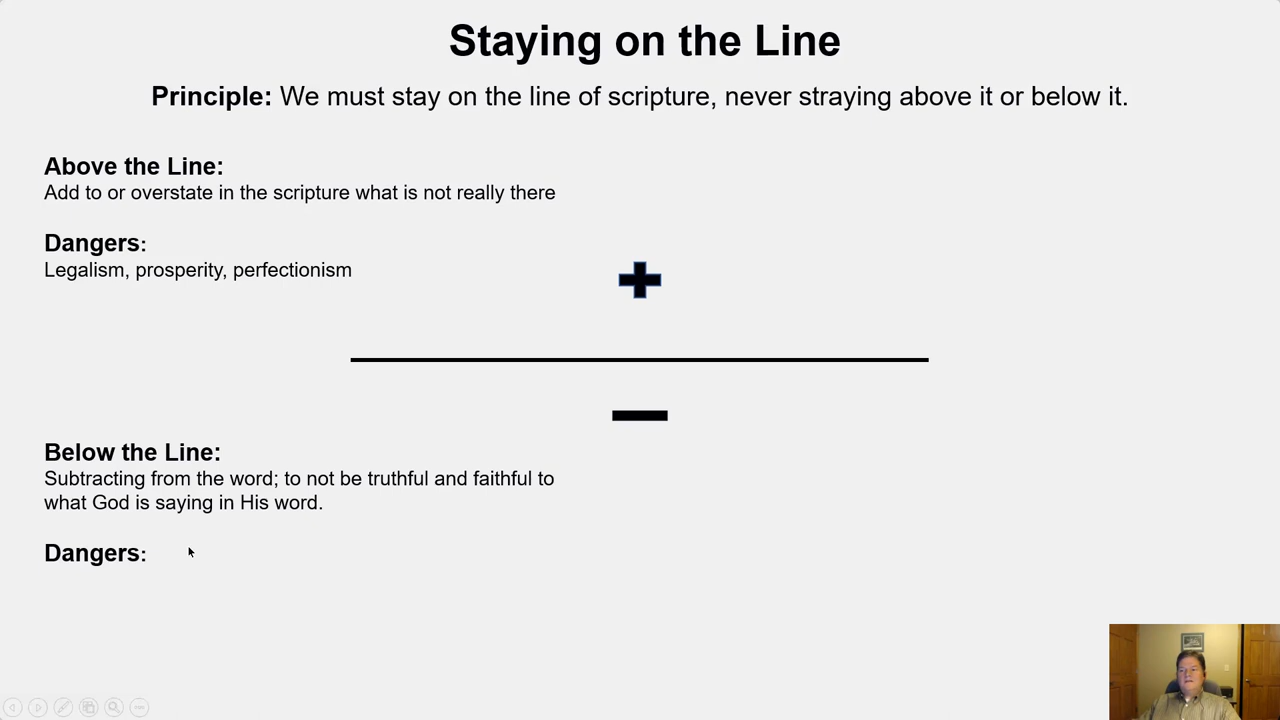 Staying on the Line
Principle: We must stay on the line of scripture, never straying above it or below it.
Above the Line:
Add to or overstate in the scripture what is not really there
Dangers:
Legalism, prosperity, perfectionism
Below the Line:
Subtracting from the word; to not be truthful and faithful to
what God is saying in His word.
Dangers: